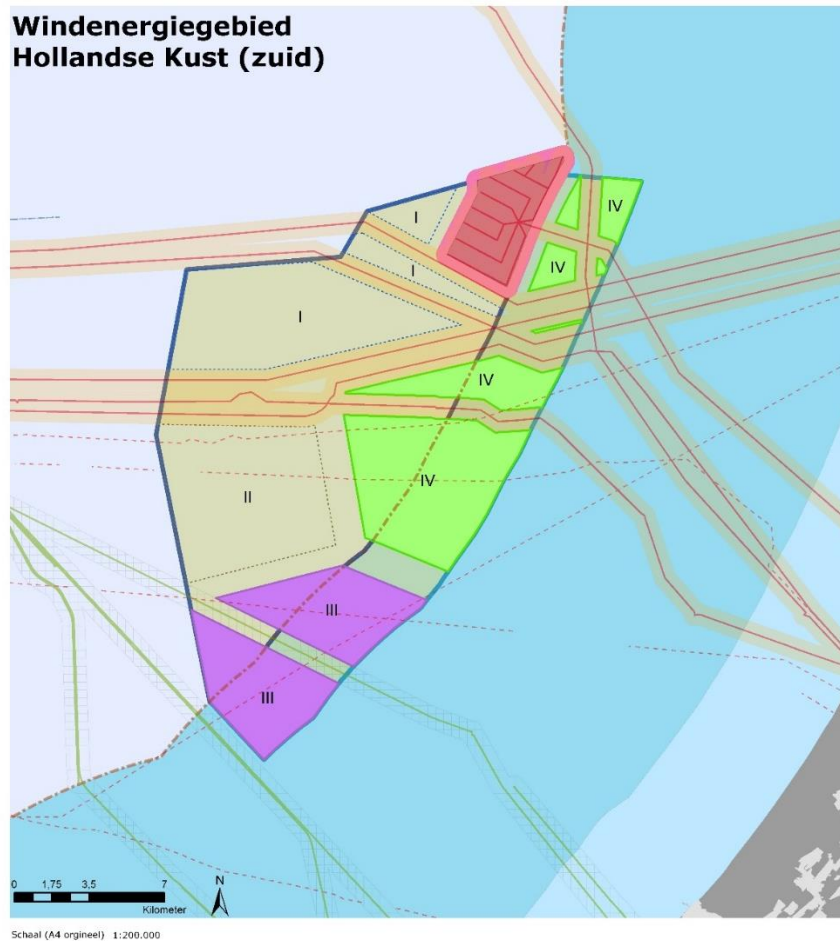 Windenergiegebied
Hollandse Kust (zuid)
IV
I
I
IV
I
IV
IV
II
III
III
0 1,75 3,5 7
Kilometer
N
Schaal (A4 orgineel) 1:200.000